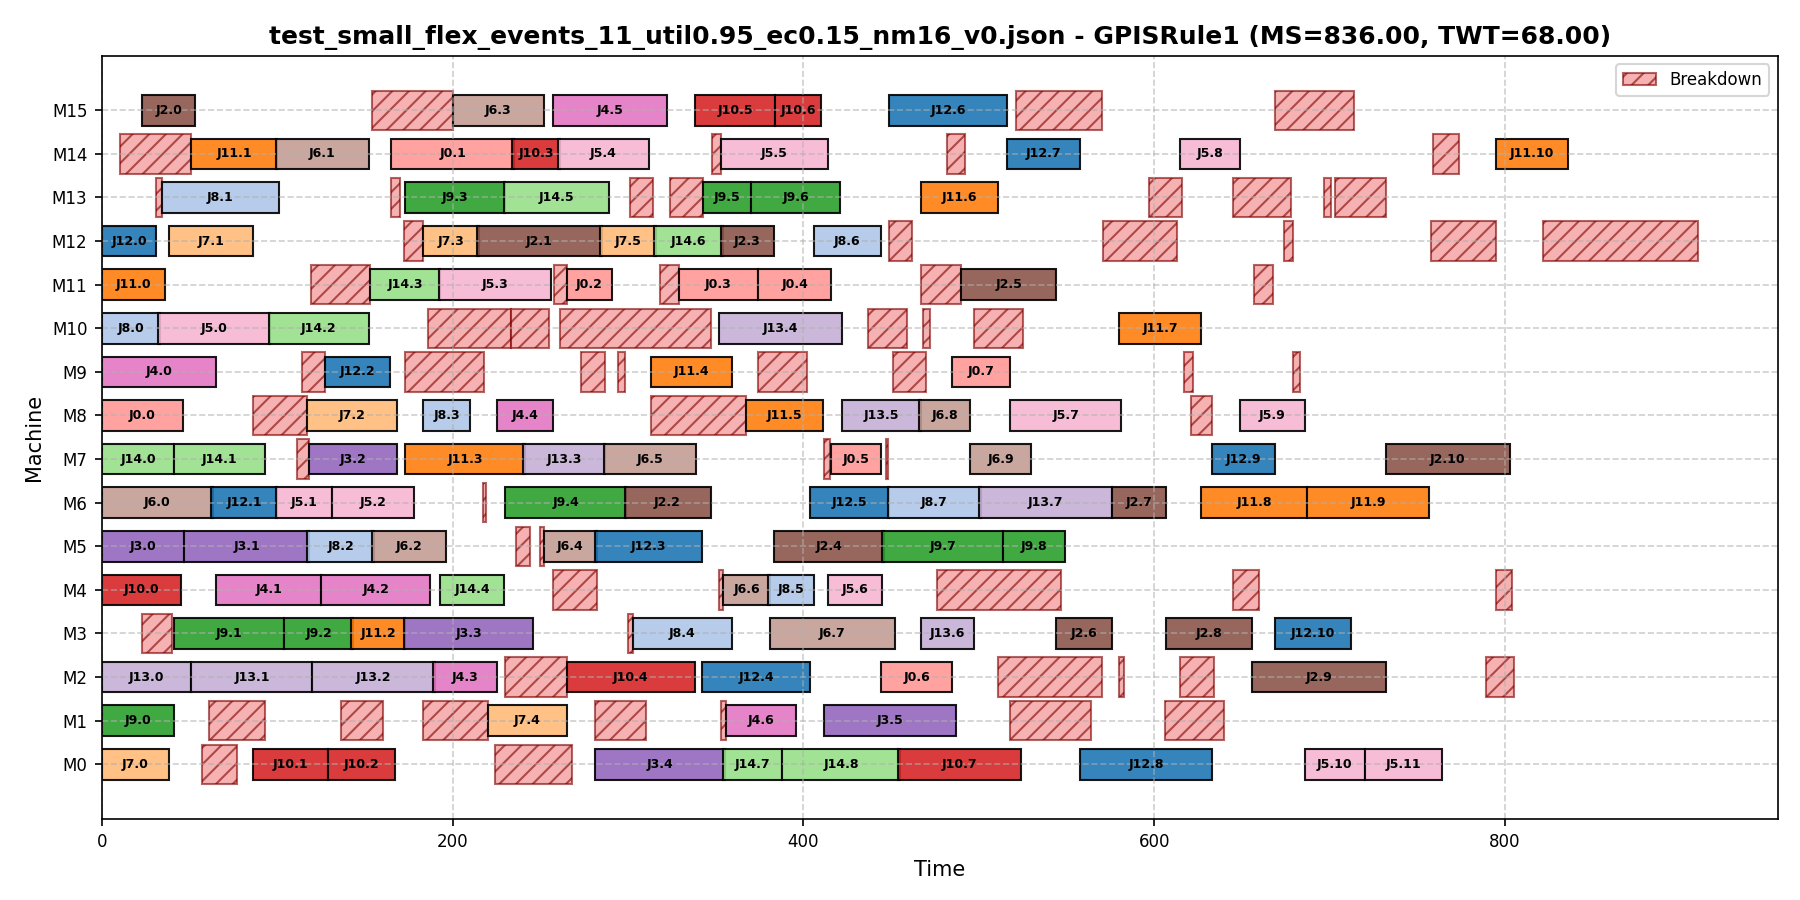 test_small_flex_events_11_util0.95_ec0.15_nm16_v0.json - GPISRule1 (MS=836.00, TWT=68.00)
Breakdown
M15 J2.0 J6.3 J4.5 J10.5 J10.6 J12.6
M14 J11.1 J6.1 J0.1 J10.3 J5.4 J5.5 J12.7 J5.8 J11.10
M13 J8.1 J9.3 J14.5 J9.5 J9.6 J11.6
M12 J12.0 J7.1 J7.3 J2.1 J7.5 J14.6 J2.3 J8.6
M11 J11.0 J14.3 J5.3 J0.2 J0.3 J0.4 J2.5
M10 J8.0 J5.0 J14.2 J13.4 J11.7
M9 J4.0 J12.2 J11.4 J0.7
M8 J0.0 J7.2 J8.3 J4.4 J11.5 J13.5 J6.8 J5.7 J5.9
M7 J14.0 J14.1 J3.2 J11.3 J13.3 J6.5 J0.5 J6.9 J12.9 J2.10
M6 J6.0 J12.1 J5.1 J5.2 J9.4 J2.2 J12.5 J8.7 J13.7 J2.7 J11.8 J11.9
M5 J3.0 J3.1 J8.2 J6.2 J6.4 J12.3 J2.4 J9.7 J9.8
M4 J10.0 J4.1 J4.2 J14.4 J6.6 J8.5 J5.6
M3 J9.1 J9.2 J11.2 J3.3 J8.4 J6.7 J13.6 J2.6 J2.8 J12.10
M2 J13.0 J13.1 J13.2 J4.3 J10.4 J12.4 J0.6 J2.9
M1 J9.0 J7.4 J4.6 J3.5
M0 J7.0 J10.1 J10.2 J3.4 J14.7 J14.8 J10.7 J12.8 J5.10 J5.11
Machine
0 200 400 600 800
Time